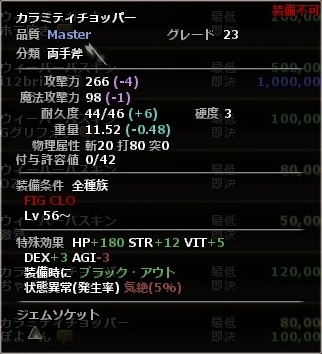 カラミティチョッパー
装備不可
品質 Master グレード 23
分類 両手斧
攻撃力 266 (-4)
魔法攻撃力 98 (-1)
耐久度 44/46 (+6) 硬度 3
重量 11.52 (-0.48)
物理属性 斬20 打80 突0
付与許容値 0/42
装備条件 全種族
FIG CLO
Lv 56～
特殊効果 HP+180 STR+12 VIT+5
DEX+3 AGI-3
装備時に ブラック・アウト
状態異常(発生率) 気絶(5%)
ジェムソケット